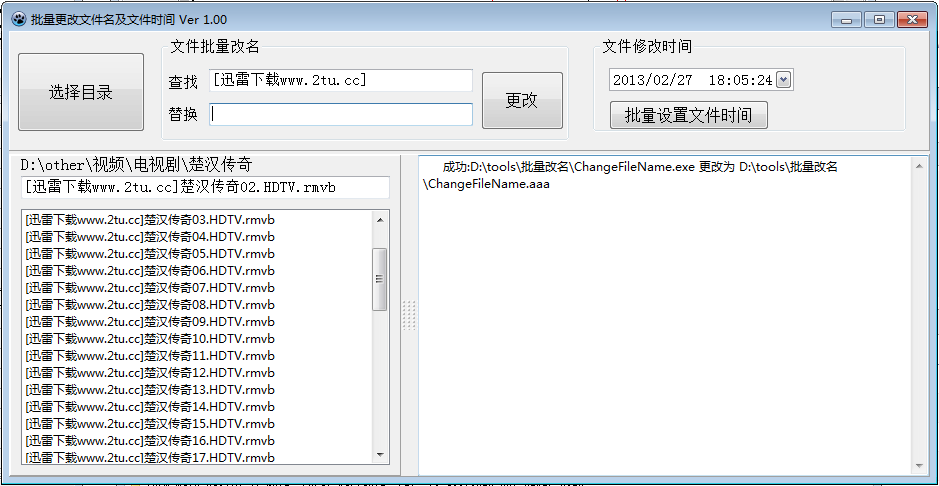 批量更改文件名及文件时间 Ver 1.00
文件批量改名
文件修改时间
选择目录
查找
[迅雷下载www.2tu.cc]
替换
更改
2013/02/27 18:05:24
批量设置文件时间
D:\other\视频\电视剧\楚汉传奇
[迅雷下载www.2tu.cc]楚汉传奇02.HDTV.rmvb
[迅雷下载www.2tu.cc]楚汉传奇03.HDTV.rmvb
[迅雷下载www.2tu.cc]楚汉传奇04.HDTV.rmvb
[迅雷下载www.2tu.cc]楚汉传奇05.HDTV.rmvb
[迅雷下载www.2tu.cc]楚汉传奇06.HDTV.rmvb
[迅雷下载www.2tu.cc]楚汉传奇07.HDTV.rmvb
[迅雷下载www.2tu.cc]楚汉传奇08.HDTV.rmvb
[迅雷下载www.2tu.cc]楚汉传奇09.HDTV.rmvb
[迅雷下载www.2tu.cc]楚汉传奇10.HDTV.rmvb
[迅雷下载www.2tu.cc]楚汉传奇11.HDTV.rmvb
[迅雷下载www.2tu.cc]楚汉传奇12.HDTV.rmvb
[迅雷下载www.2tu.cc]楚汉传奇13.HDTV.rmvb
[迅雷下载www.2tu.cc]楚汉传奇14.HDTV.rmvb
[迅雷下载www.2tu.cc]楚汉传奇15.HDTV.rmvb
[迅雷下载www.2tu.cc]楚汉传奇16.HDTV.rmvb
[迅雷下载www.2tu.cc]楚汉传奇17.HDTV.rmvb
成功:D:\tools\批量改名\ChangeFileName.exe 更改为 D:\tools\批量改名
\ChangeFileName.aaa